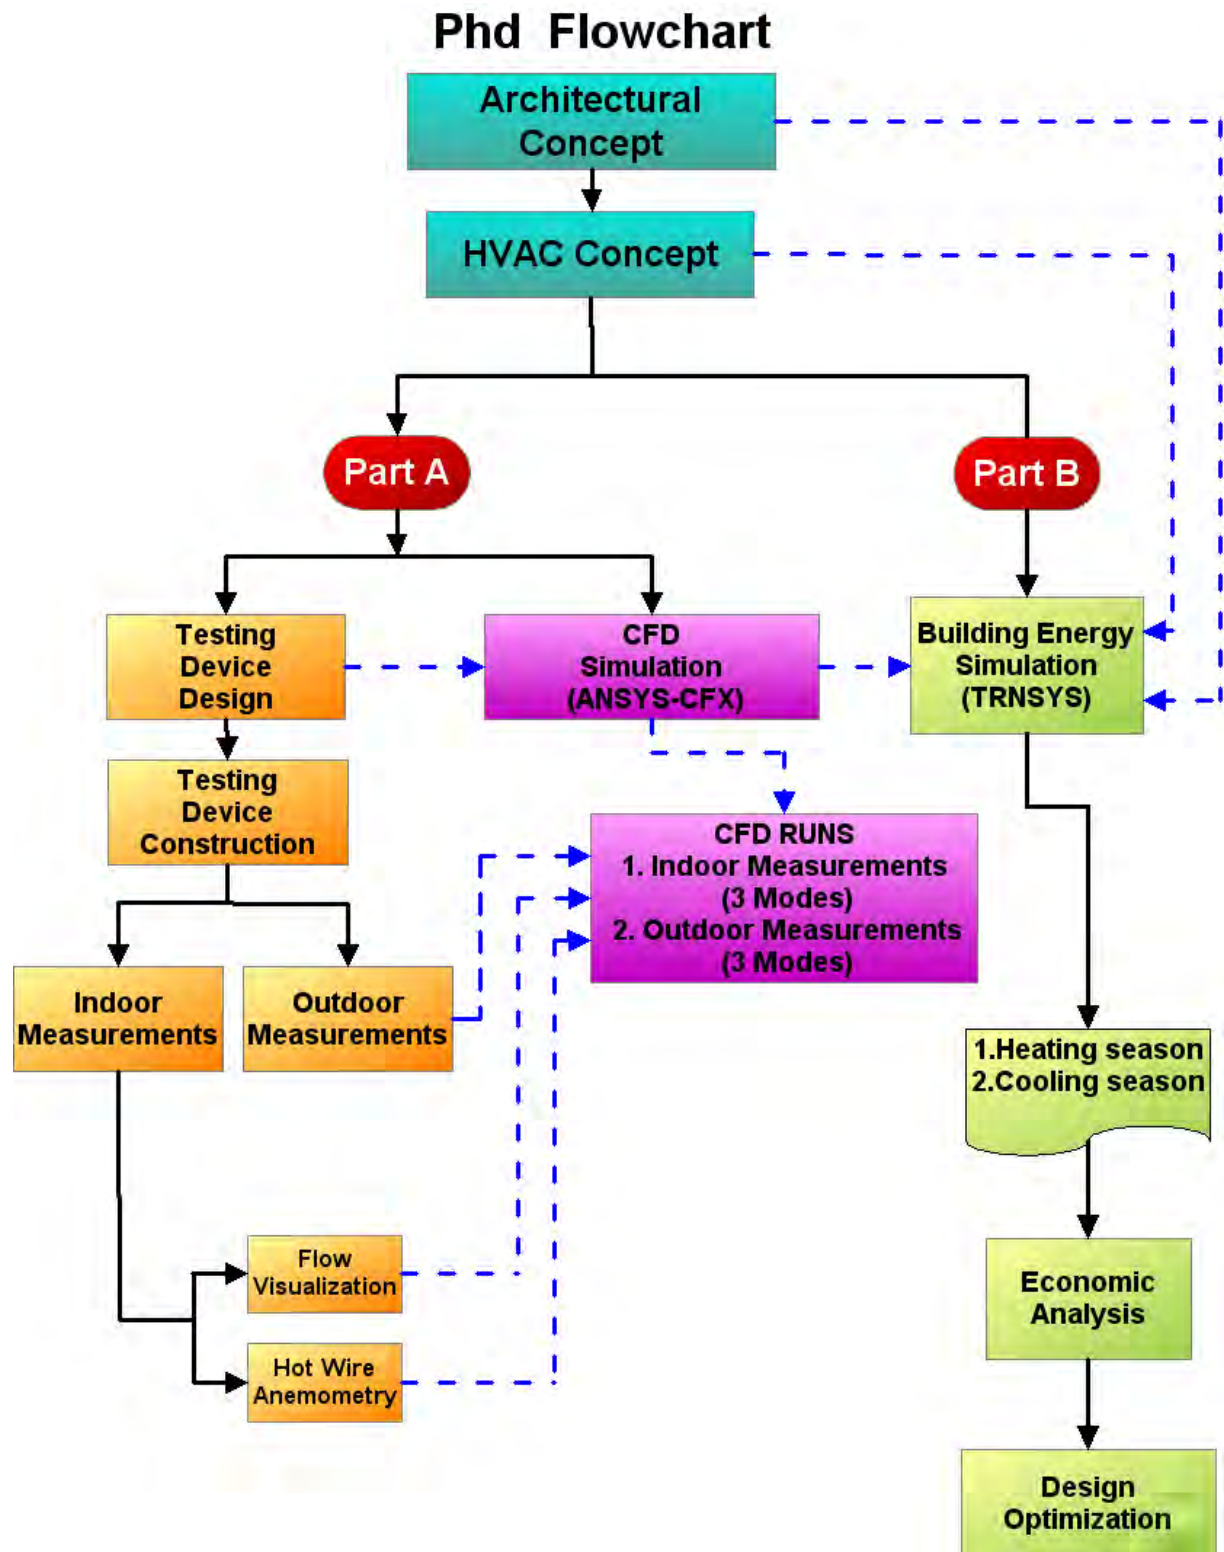 Phd Flowchart
Architectural
Concept
HVAC Concept
Part A
Part B
Testing
Device
Design
CFD
Simulation
(ANSYS-CFX)
Building Energy
Simulation
(TRNSYS)
Testing
Device
Construction
CFD RUNS
1. Indoor Measurements
(3 Modes)
2. Outdoor Measurements
(3 Modes)
Indoor
Measurements
Outdoor
Measurements
1.Heating season
2.Cooling season
Flow
Visualization
Economic
Analysis
Hot Wire
Anemometry
Design
Optimization